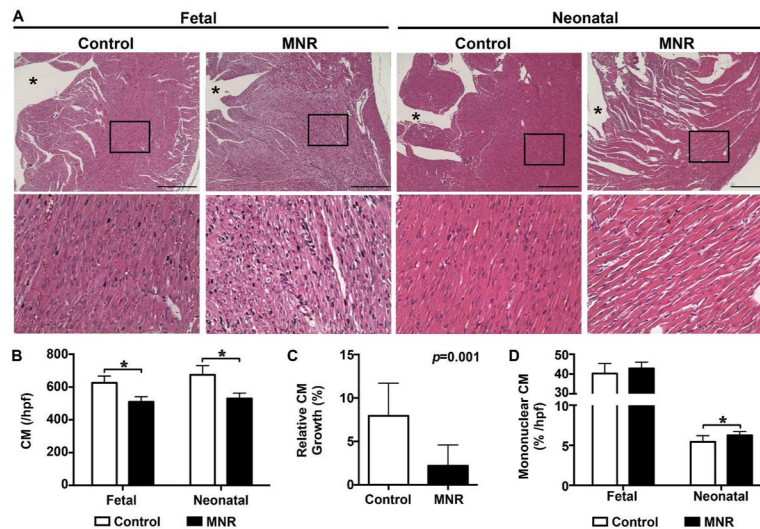 A
Fetal
Neonatal
Control
MNR
Control
MNR
*
*
*
*
B
CM (/hpf)
800
600
400
200
0
*
*
Fetal
Neonatal
Control
MNR
C
Relative CM
Growth (%)
15
10
5
0
p=0.001
Control
MNR
D
Mononuclear CM
(% /hpf)
50
40
30
10
5
0
*
Fetal
Neonatal
Control
MNR